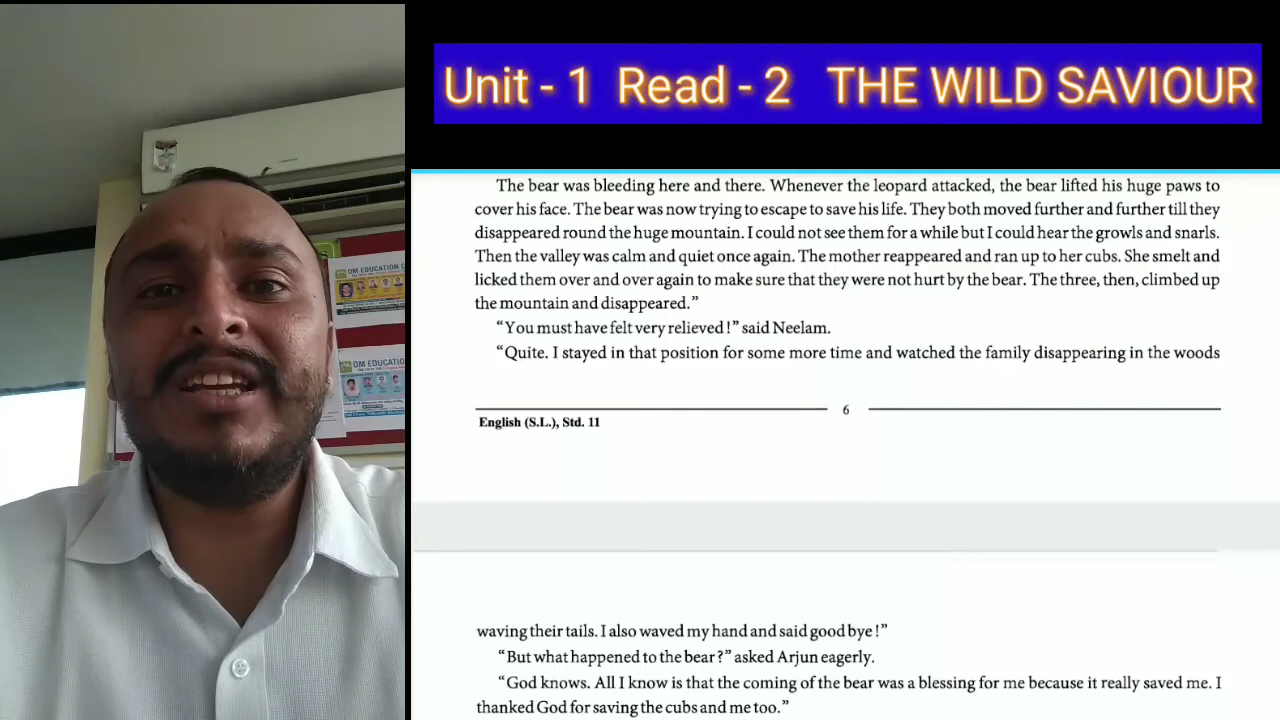 Unit - 1 Read - 2 THE WILD SAVIOUR
OM EDUCATION
OM EDUCATIO
The bear was bleeding here and there. Whenever the leopard attacked, the bear lifted his huge paws to
cover his face. The bear was now trying to escape to save his life. They both moved further and further till they
disappeared round the huge mountain. I could not see them for a while but I could hear the growls and snarls.
Then the valley was calm and quiet once again. The mother reappeared and ran up to her cubs. She smelt and
licked them over and over again to make sure that they were not hurt by the bear. The three, then, climbed up
the mountain and disappeared.”
“You must have felt very relieved!” said Neelam.
“Quite. I stayed in that position for some more time and watched the family disappearing in the woods
6
English (S.L.), Std. 11
waving their tails. I also waved my hand and said good bye!”
“But what happened to the bear?” asked Arjun eagerly.
“God knows. All I know is that the coming of the bear was a blessing for me because it really saved me. I
thanked God for saving the cubs and me too.”